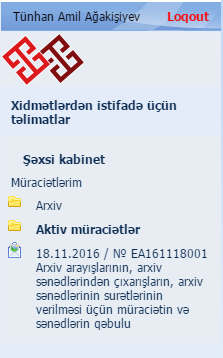 Tünhan Amil Ağakişiyev Loqout
Xidmətlərdən istifadə üçün
təlimatlar
Şəxsi kabinet
Müraciətlərim
Arxiv
Aktiv müraciətlər
18.11.2016 / № EA161118001
Arxiv arayışlarının, arxiv
sənədlərindən çıxarışların, arxiv
sənədlərinin surətlərinin
verilməsi üçün müraciətin və
sənədlərin qəbulu